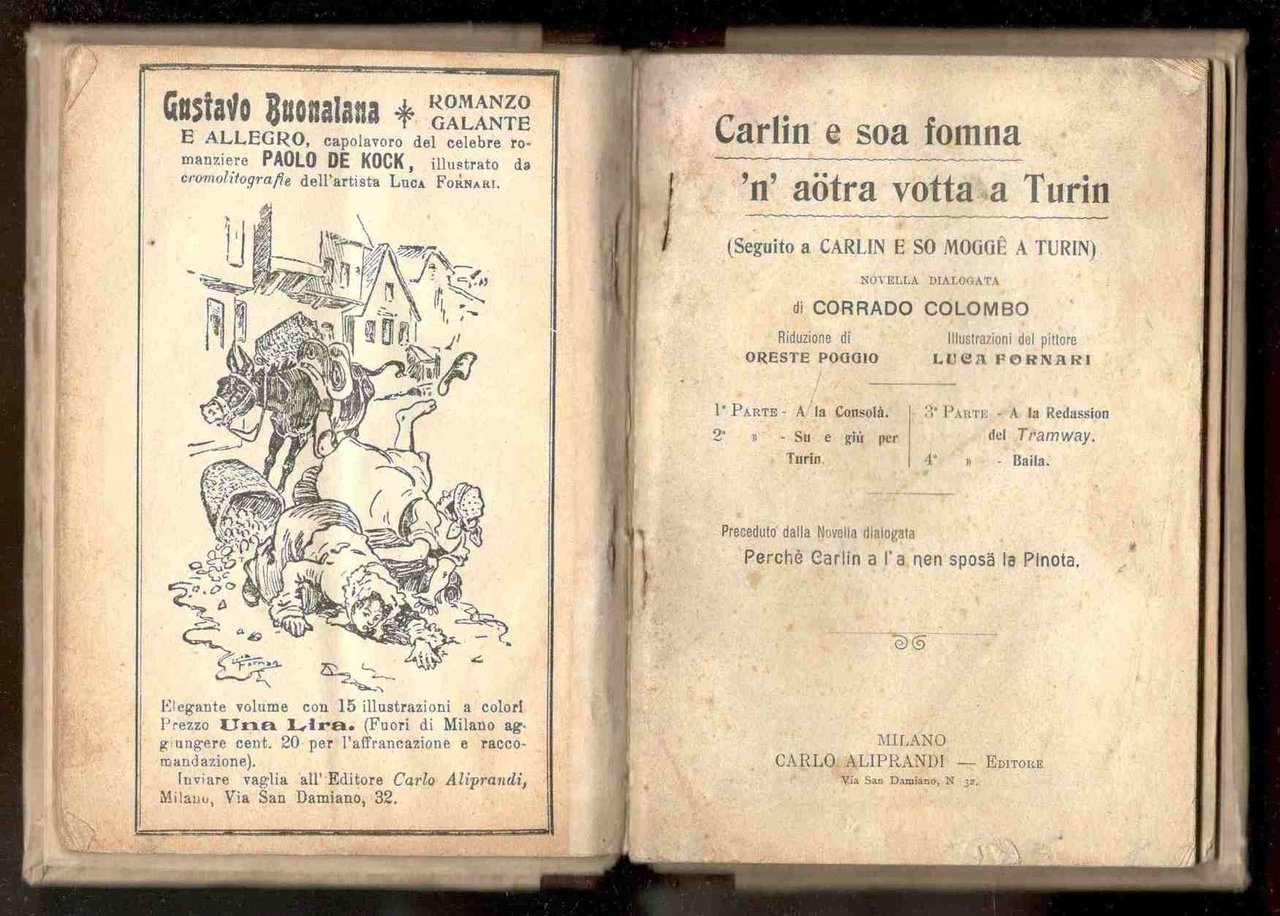 Gustavo Buonalana * ROMANZO
GALANTE
E ALLEGRO, capolavoro del celebre ro-
manziere PAOLO DE KOCK, illustrato da
cromolitografie dell'artista LUCA FORNARI.
Fornari
Elegante volume con 15 illustrazioni a colori
Prezzo Una Lira. (Fuori di Milano ag-
giungere cent. 20 per l'affrancazione e racco-
mandazione).
Inviare vaglia all'Editore Carlo Aliprandi,
Milano, Via San Damiano, 32.
Carlin e soa fomna
'n' aötra votta a Turin
(Seguito a CARLIN E SO MOGGÊ A TURIN)
NOVELLA DIALOGATA
di CORRADO COLOMBO
Riduzione di
ORESTE POGGIO
Illustrazioni del pittore
LUCA FORNARI
1ª PARTE - A la Consolà.
2ª » - Su e giù per
Turin.
3ª PARTE - A la Redassion
del Tramway.
4ª » - Baila.
Preceduto dalla Novella dialogata
Perchè Carlin a l'a nen sposä la Pinota.
MILANO
CARLO ALIPRANDI — EDITORE
Via San Damiano, N 32.